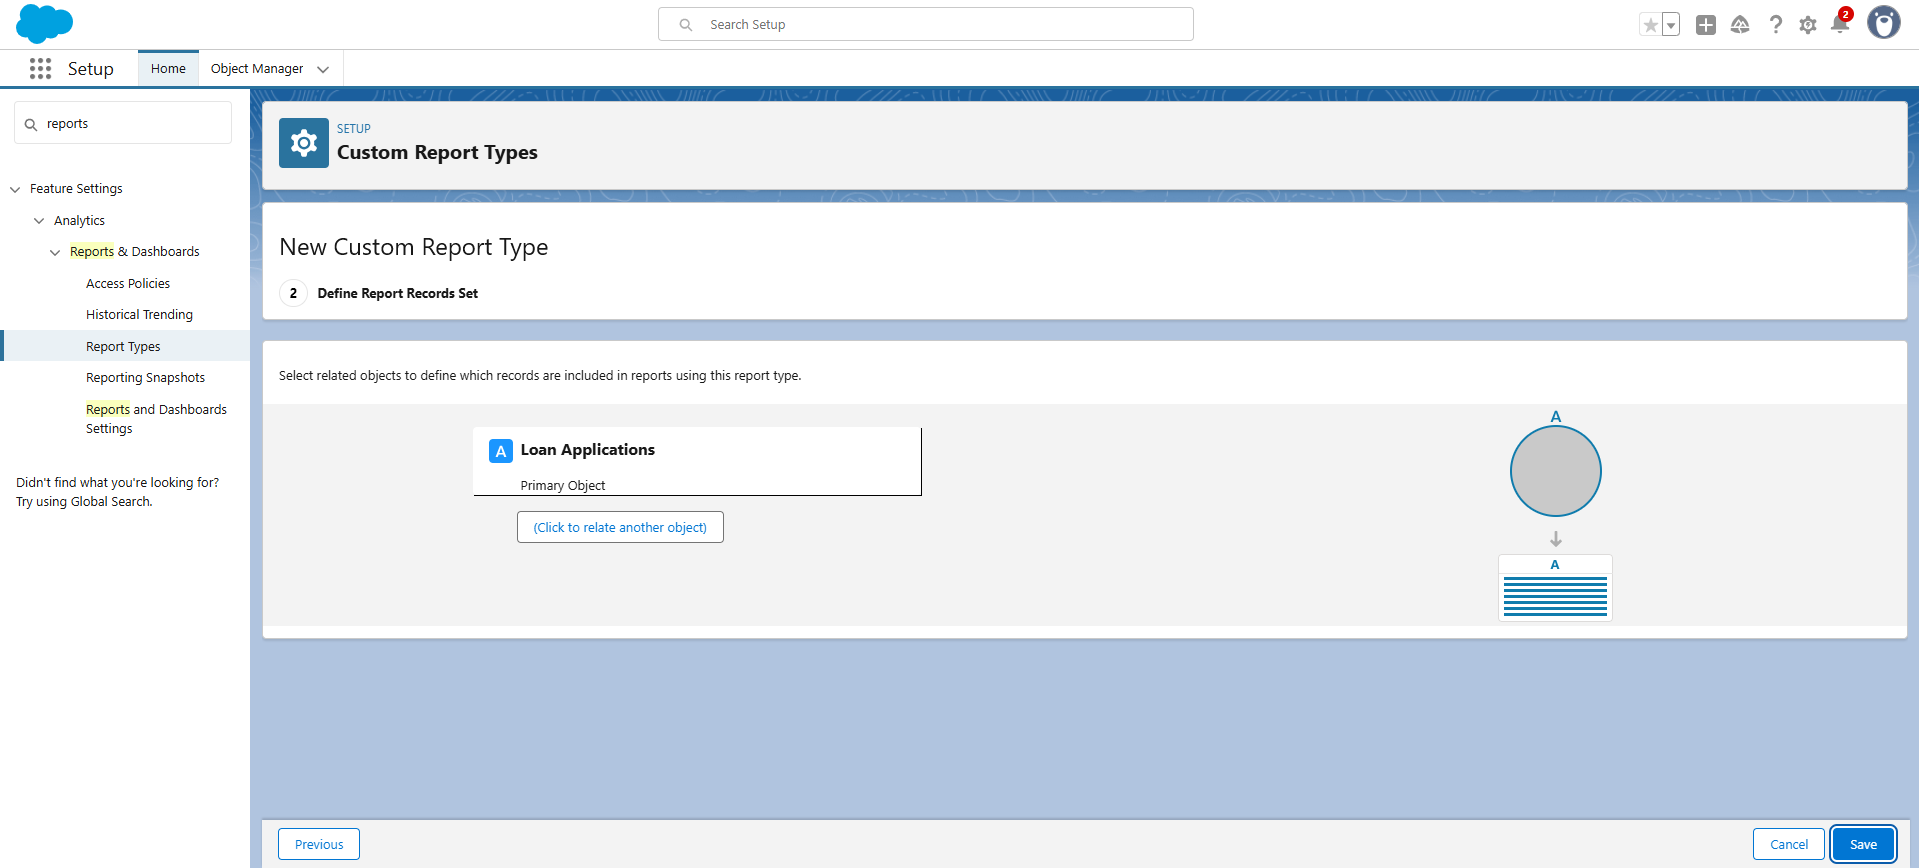 Search Setup
2
Setup
Home
Object Manager
reports
Feature Settings
Analytics
Reports & Dashboards
Access Policies
Historical Trending
Report Types
Reporting Snapshots
Reports and Dashboards
Settings
Didn't find what you're looking for?
Try using Global Search.
SETUP
Custom Report Types
New Custom Report Type
2 Define Report Records Set
Select related objects to define which records are included in reports using this report type.
A Loan Applications
Primary Object
(Click to relate another object)
A
A
Previous
Cancel
Save